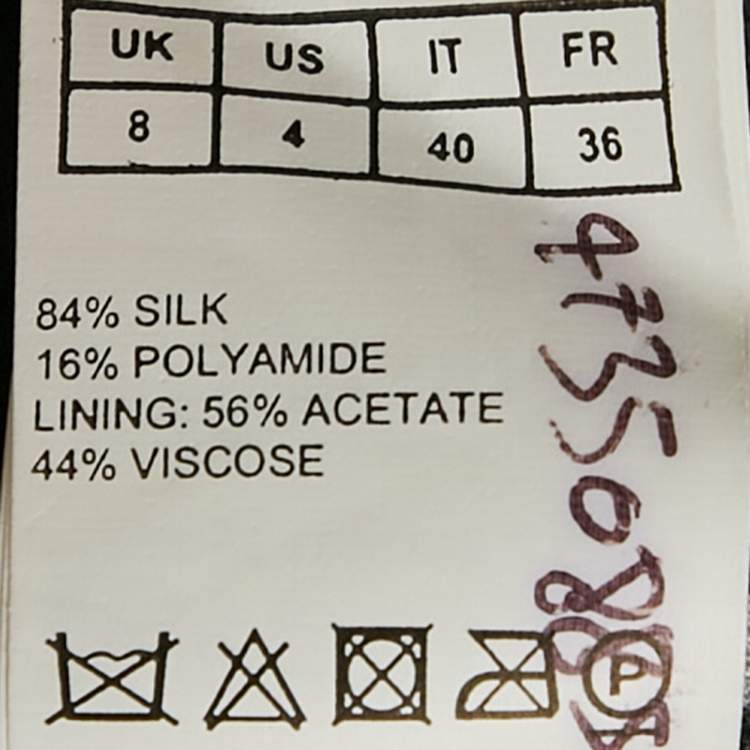 UK US IT FR
8 4 40 36
84% SILK
16% POLYAMIDE
LINING: 56% ACETATE
44% VISCOSE
P